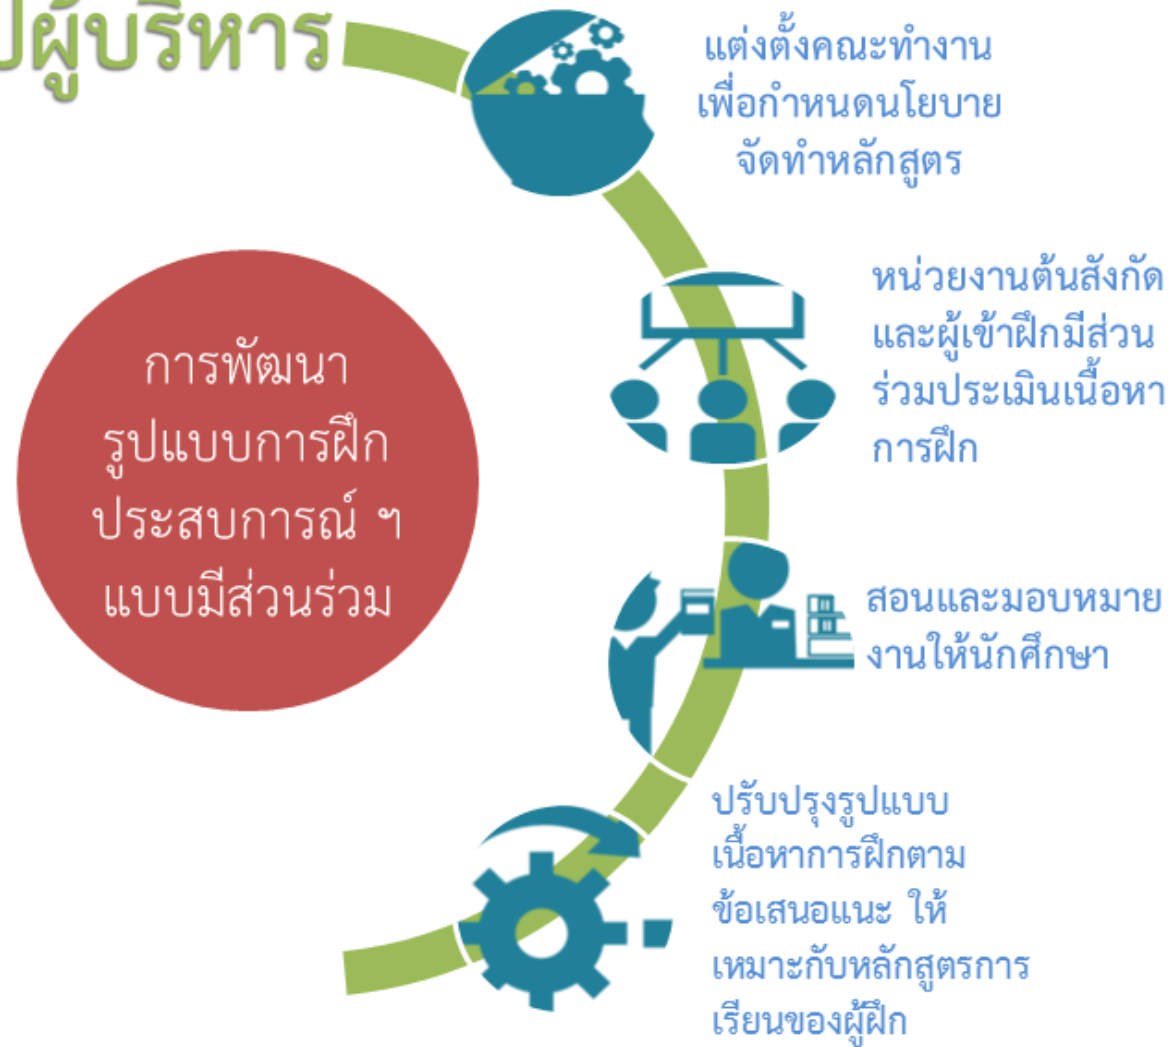 ปผู้บริหาร
แต่งตั้งคณะทำงาน
เพื่อกำหนดนโยบาย
จัดทำหลักสูตร
หน่วยงานต้นสังกัด
และผู้เข้าฝึกมีส่วน
ร่วมประเมินเนื้อหา
การฝึก
การพัฒนา
รูปแบบการฝึก
ประสบการณ์ ฯ
แบบมีส่วนร่วม
สอนและมอบหมาย
งานให้นักศึกษา
ปรับปรุงรูปแบบ
เนื้อหาการฝึกตาม
ข้อเสนอแนะ ให้
เหมาะกับหลักสูตรการ
เรียนของผู้ฝึก